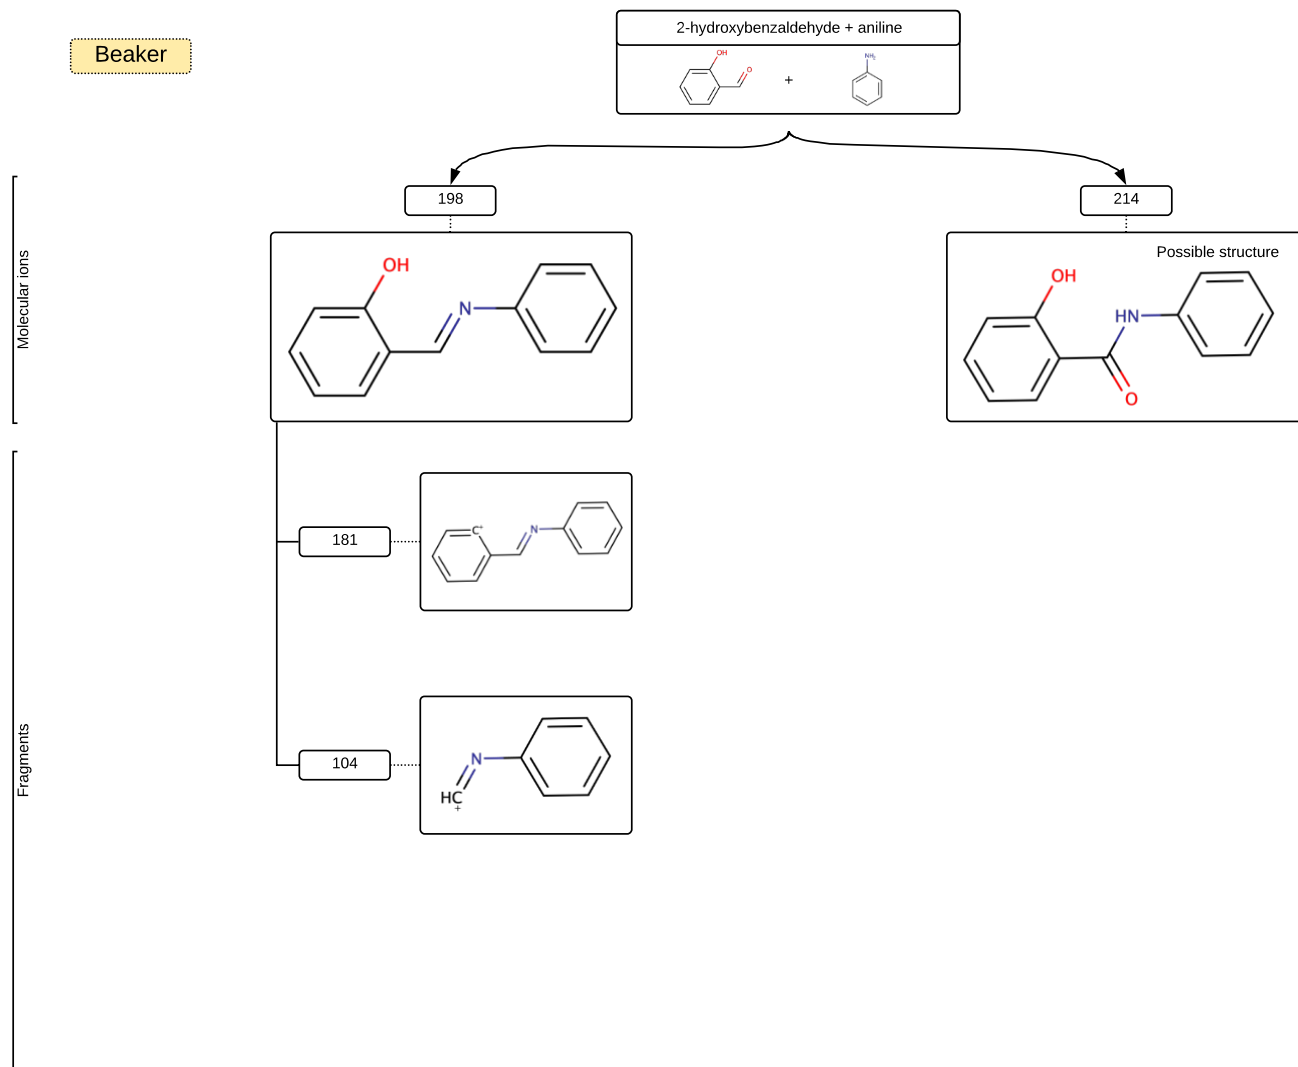 Beaker
2-hydroxybenzaldehyde + aniline
OH
O
+
NH₂
198
214
Molecular ions
OH
N
Possible structure
OH
HN
O
181
C⁺
N
Fragments
104
N
HC
+